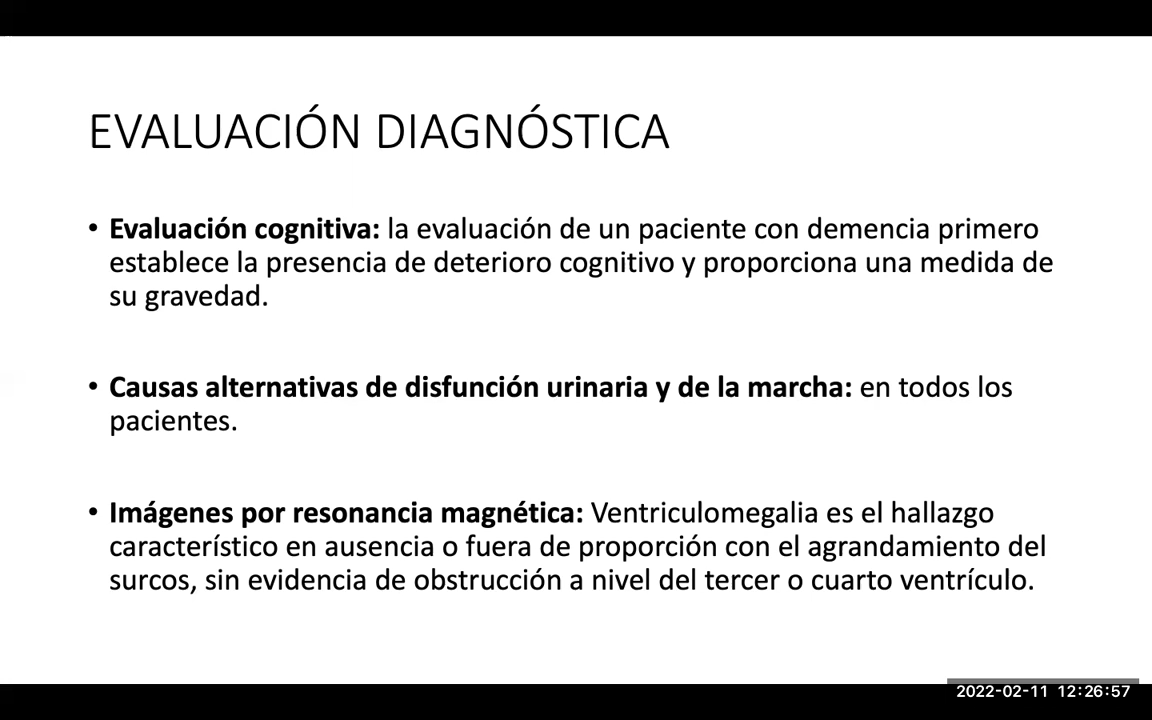 EVALUACIÓN DIAGNÓSTICA
• Evaluación cognitiva: la evaluación de un paciente con demencia primero
establece la presencia de deterioro cognitivo y proporciona una medida de
su gravedad.
• Causas alternativas de disfunción urinaria y de la marcha: en todos los
pacientes.
• Imágenes por resonancia magnética: Ventriculomegalia es el hallazgo
característico en ausencia o fuera de proporción con el agrandamiento del
surcos, sin evidencia de obstrucción a nivel del tercer o cuarto ventrículo.
2022-02-11 12:26:57